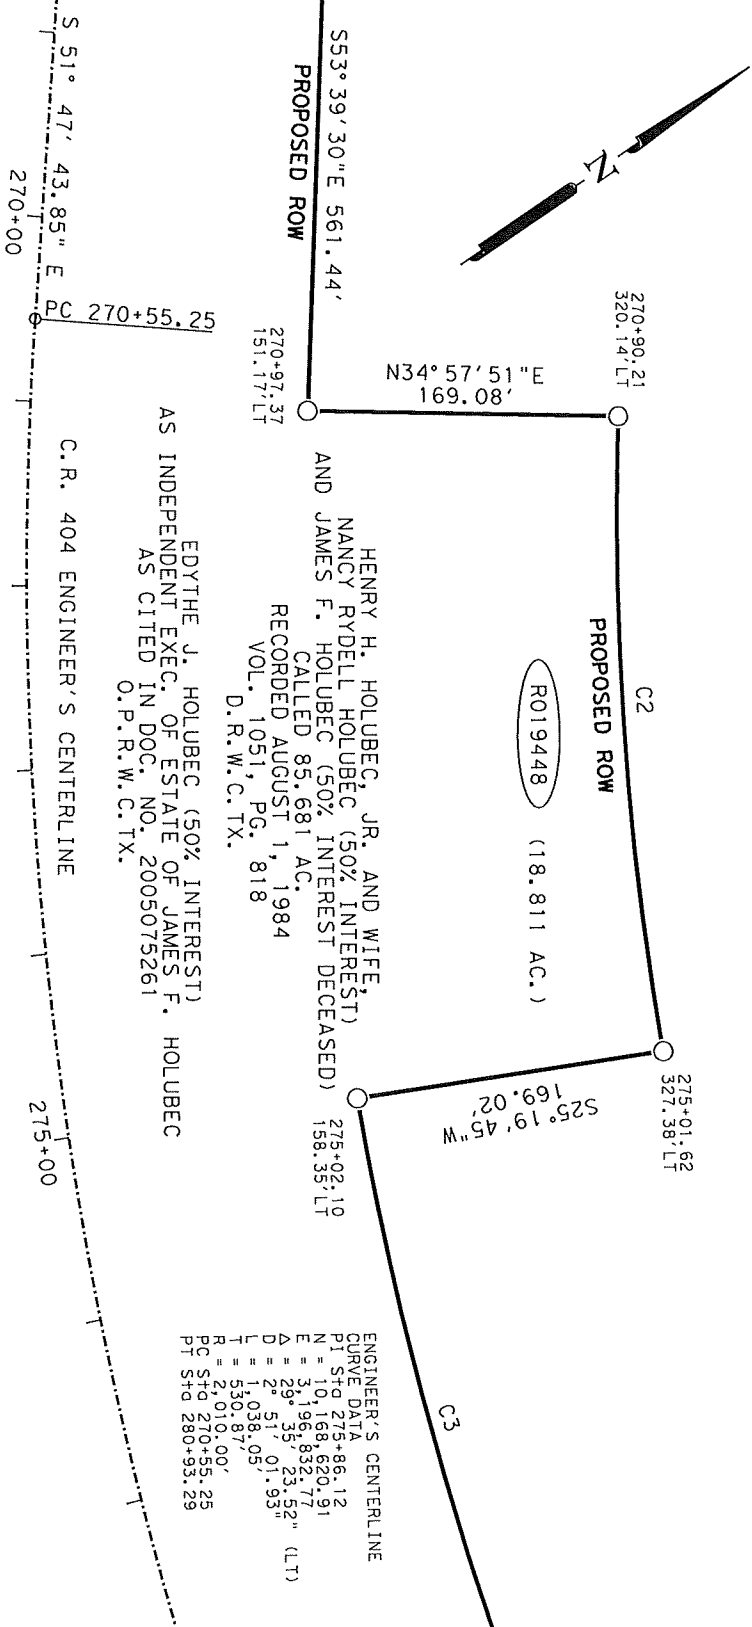 S 51° 47' 43.85" E
270+00
PC 270+55.25
C.R. 404 ENGINEER'S CENTERLINE
275+00
S53°39'30"E 561.44'
PROPOSED ROW
N
270+97.37
151.17'LT
N34°57'51"E
169.08'
270+90.21
320.14'LT
C2
PROPOSED ROW
R019448 (18.811 AC.)
275+01.62
327.38'LT
S25°19'45"W
169.02'
275+02.10
158.35'LT
C3
HENRY H. HOLUBEC, JR. AND WIFE,
NANCY RYDELL HOLUBEC (50% INTEREST)
AND JAMES F. HOLUBEC (50% INTEREST DECEASED)
CALLED 85.681 AC.
RECORDED AUGUST 1, 1984
VOL. 1051, PG. 818
D.R.W.C.TX.
EDYTHE J. HOLUBEC (50% INTEREST)
AS INDEPENDENT EXEC. OF ESTATE OF JAMES F. HOLUBEC
AS CITED IN DOC. NO. 2005075261
O.P.R.W.C.TX.
ENGINEER'S CENTERLINE
CURVE DATA
PI Sta 275+86.12
N = 10,168,620.91
E = 3,196,832.77
Δ = 29° 35' 23.52" (LT)
D = 2° 51' 01.93"
L = 1,038.05'
T = 530.87'
R = 2,010.00'
PC Sta 270+55.25
PT Sta 280+93.29